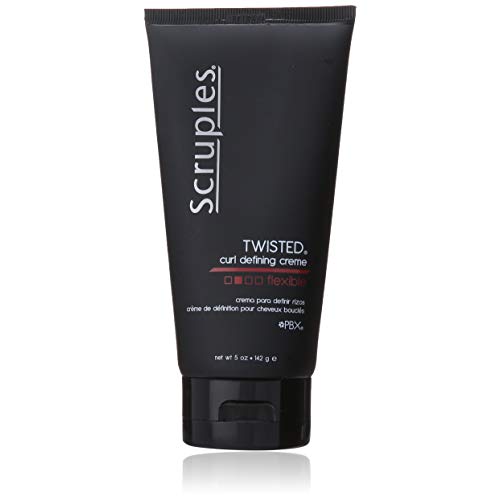 Scruples®
TWISTED®
curl defining creme
flexible
crema para definir rizos
crème de définition pour cheveux bouclés
PBX®
net wt 5 oz • 142 g e